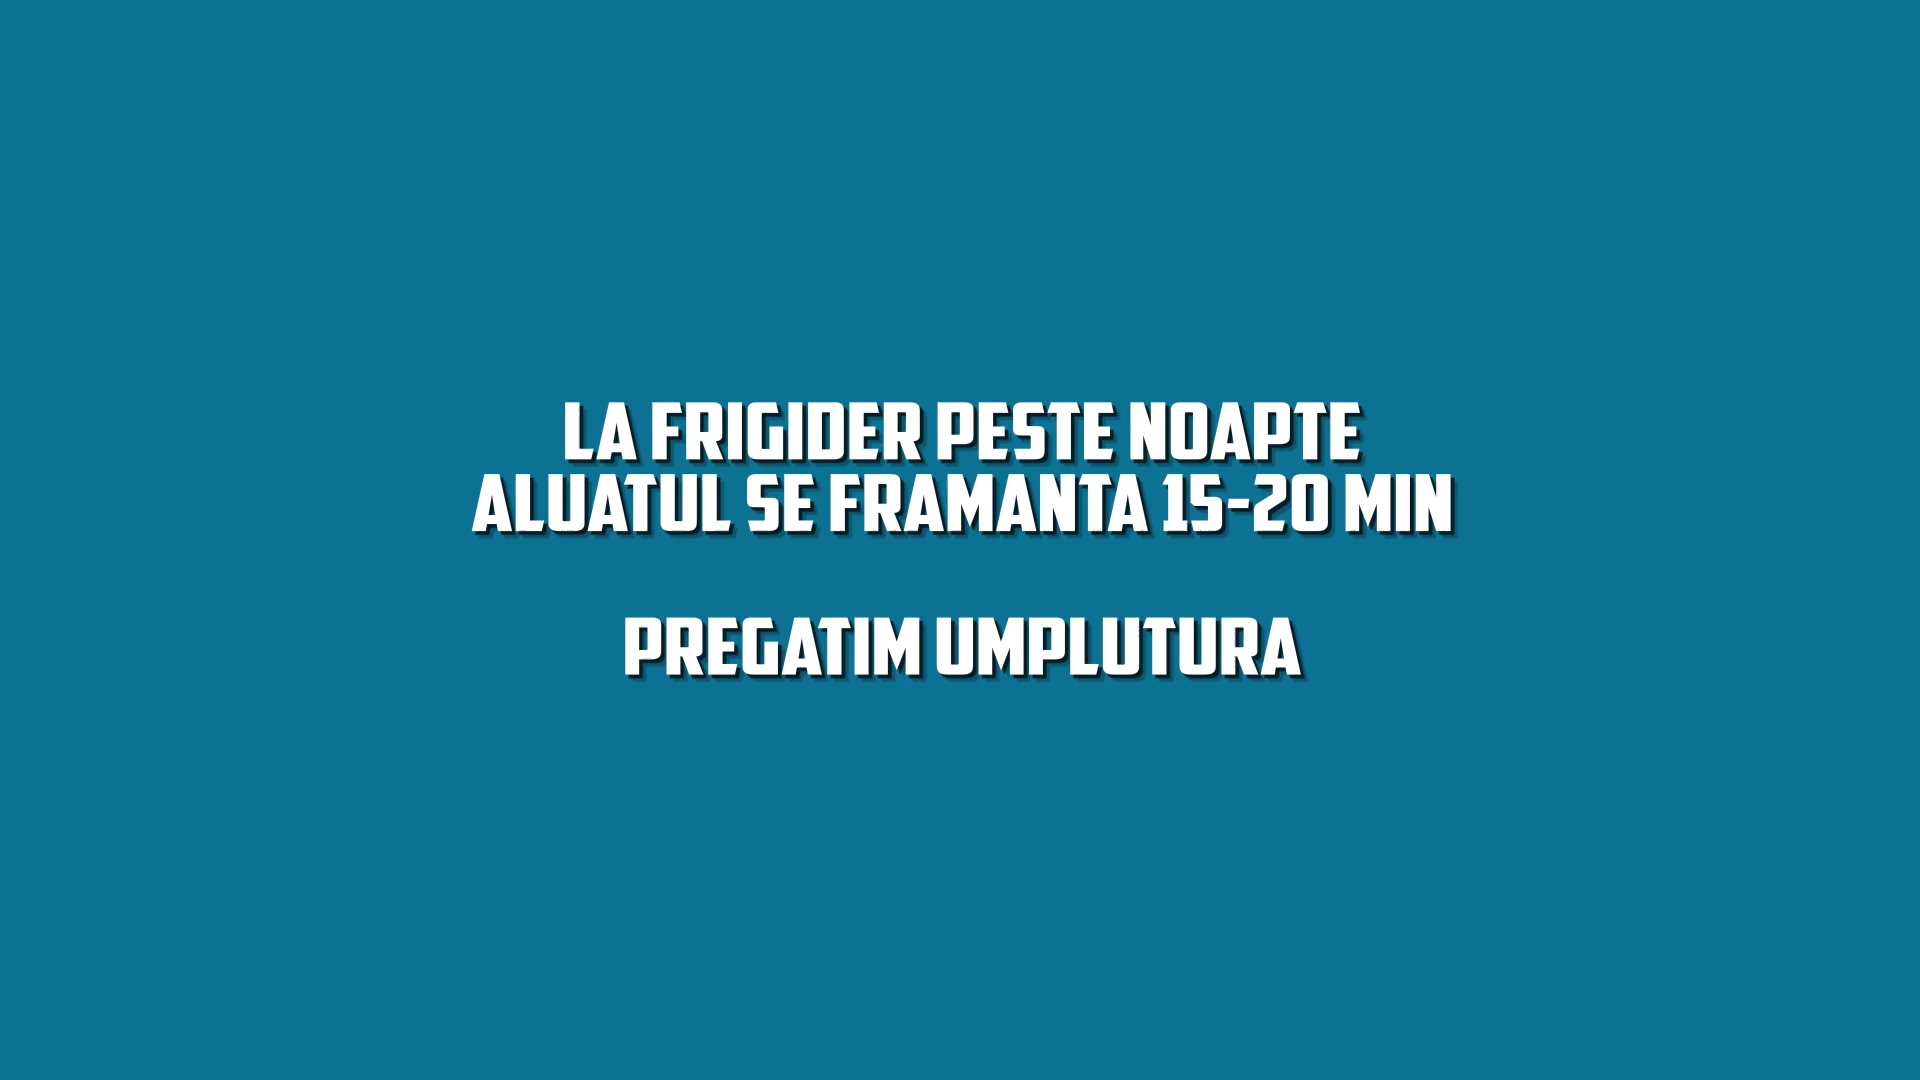 LA FRIGIDER PESTE NOAPTE
ALUATUL SE FRAMANTA 15-20 MIN
PREGATIM UMPLUTURA